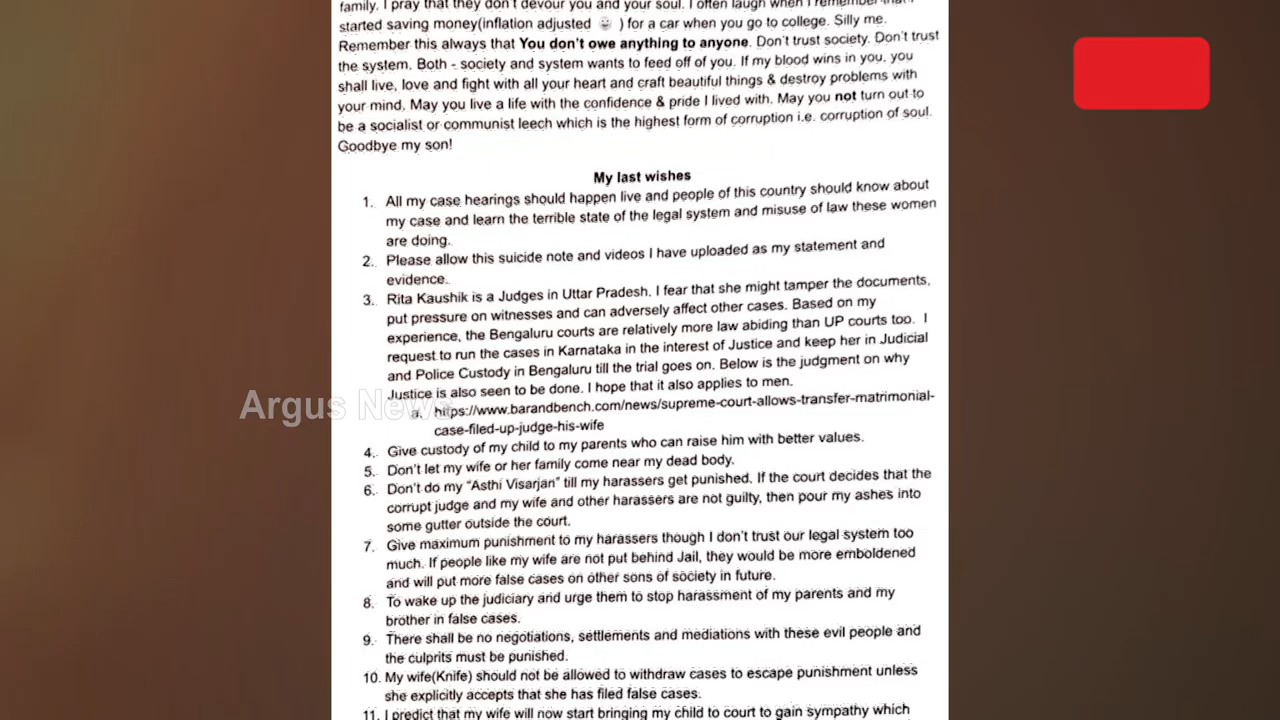 family. I pray that they don't devour you and your soul. I often laugh when I remember that I
started saving money(inflation adjusted 😀 ) for a car when you go to college. Silly me.
Remember this always that You don't owe anything to anyone. Don't trust society. Don't trust
the system. Both - society and system wants to feed off of you. If my blood wins in you, you
shall live, love and fight with all your heart and craft beautiful things & destroy problems with
your mind. May you live a life with the confidence & pride I lived with. May you not turn out to
be a socialist or communist leech which is the highest form of corruption i.e. corruption of soul.
Goodbye my son!
My last wishes
1. All my case hearings should happen live and people of this country should know about
my case and learn the terrible state of the legal system and misuse of law these women
are doing.
2. Please allow this suicide note and videos I have uploaded as my statement and
evidence.
3. Rita Kaushik is a Judges in Uttar Pradesh. I fear that she might tamper the documents,
put pressure on witnesses and can adversely affect other cases. Based on my
experience, the Bengaluru courts are relatively more law abiding than UP courts too. I
request to run the cases in Karnataka in the interest of Justice and keep her in Judicial
and Police Custody in Bengaluru till the trial goes on. Below is the judgment on why
Justice is also seen to be done. I hope that it also applies to men.
Argus News
a. https://www.barandbench.com/news/supreme-court-allows-transfer-matrimonial-
case-filed-up-judge-his-wife
4. Give custody of my child to my parents who can raise him with better values.
5. Don't let my wife or her family come near my dead body.
6. Don't do my "Asthi Visarjan" till my harassers get punished. If the court decides that the
corrupt judge and my wife and other harassers are not guilty, then pour my ashes into
some gutter outside the court.
7. Give maximum punishment to my harassers though I don't trust our legal system too
much. If people like my wife are not put behind Jail, they would be more emboldened
and will put more false cases on other sons of society in future.
8. To wake up the judiciary and urge them to stop harassment of my parents and my
brother in false cases.
9. There shall be no negotiations, settlements and mediations with these evil people and
the culprits must be punished.
10. My wife(Knife) should not be allowed to withdraw cases to escape punishment unless
she explicitly accepts that she has filed false cases.
11. I predict that my wife will now start bringing my child to court to gain sympathy which